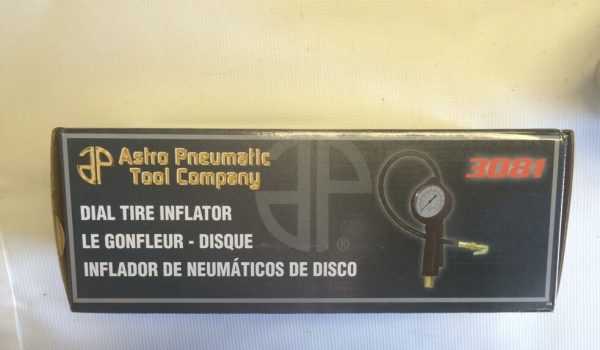 Astro Pneumatic
Tool Company
3081
DIAL TIRE INFLATOR
LE GONFLEUR - DISQUE
INFLADOR DE NEUMÁTICOS DE DISCO
®